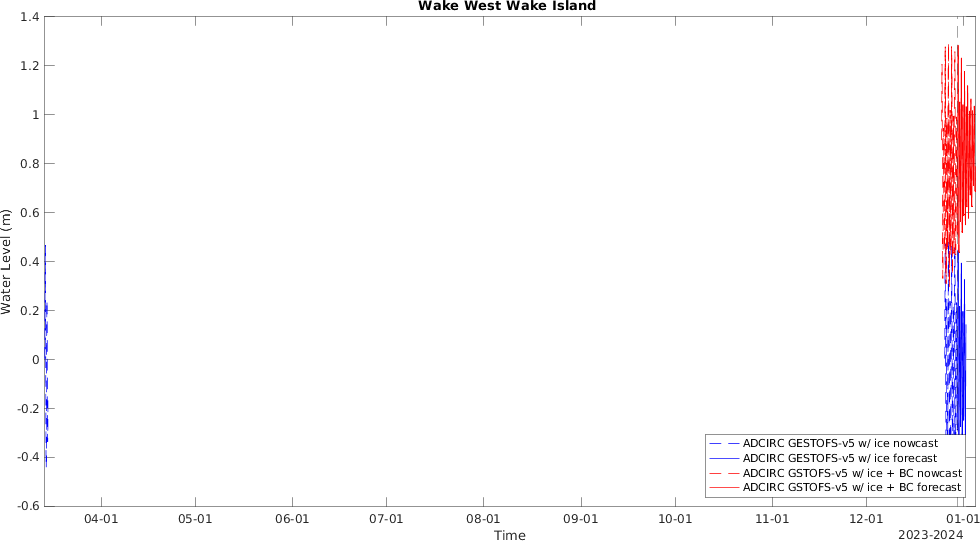 Wake West Wake Island
1.4
1.2
1
0.8
0.6
0.4
0.2
0
-0.2
-0.4
-0.6
Water Level (m)
ADCIRC GESTOFS-v5 w/ ice nowcast
ADCIRC GESTOFS-v5 w/ ice forecast
ADCIRC GSTOFS-v5 w/ ice + BC nowcast
ADCIRC GSTOFS-v5 w/ ice + BC forecast
04-01 05-01 06-01 07-01 08-01 09-01 10-01 11-01 12-01 01-01
Time
2023-2024